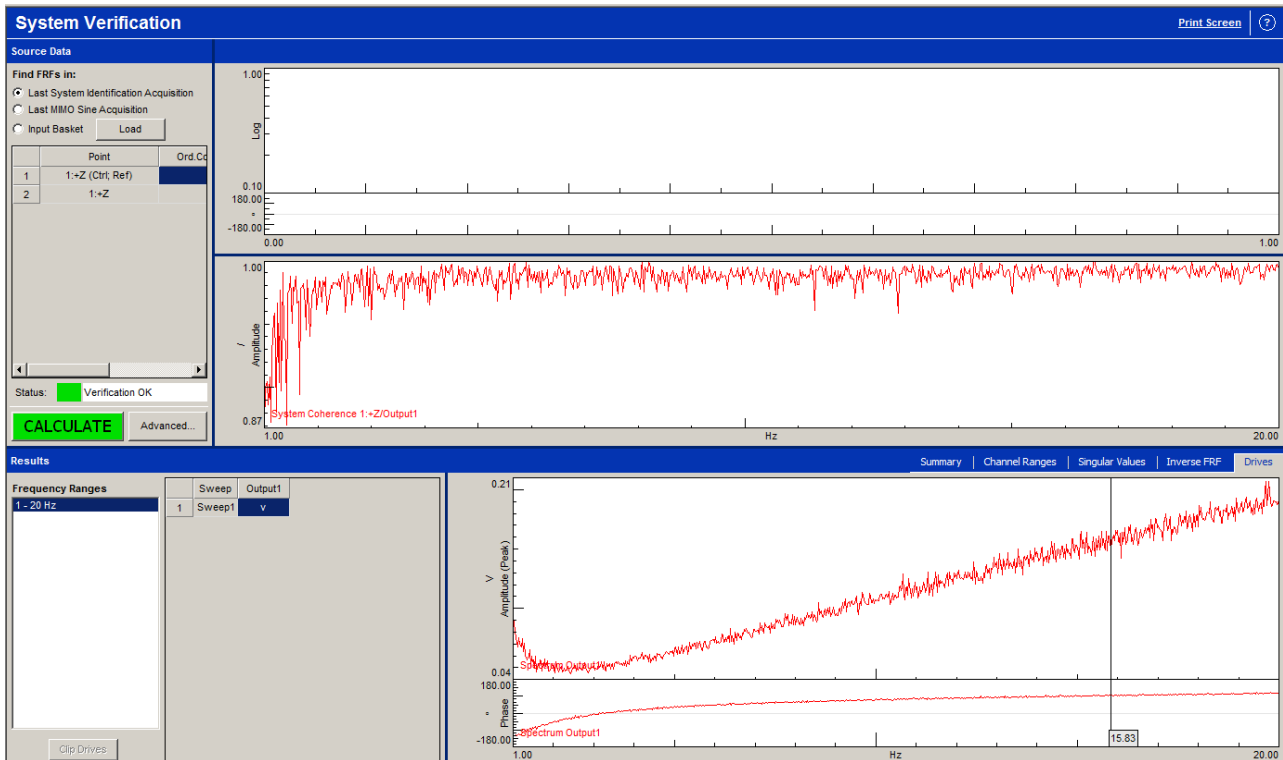 System Verification
Print Screen
?
Source Data
Find FRFs in:
Last System Identification Acquisition
Last MIMO Sine Acquisition
Input Basket
Load
Point Ord.Co
1 1:+Z (Ctrl; Ref)
2 1:+Z
Status: Verification OK
CALCULATE
Advanced...
1.00
Log
0.10
180.00
°
-180.00
0.00 1.00
1.00
/
Amplitude
0.87
System Coherence 1:+Z/Output1
1.00 Hz 20.00
Results
Summary Channel Ranges Singular Values Inverse FRF Drives
Frequency Ranges
1 - 20 Hz
Clip Drives
Sweep Output1
1 Sweep1 v
0.21
V
Amplitude (Peak)
0.04
Spectrum Output1
180.00
°
Phase
-180.00
Spectrum Output1
15.83
1.00 Hz 20.00